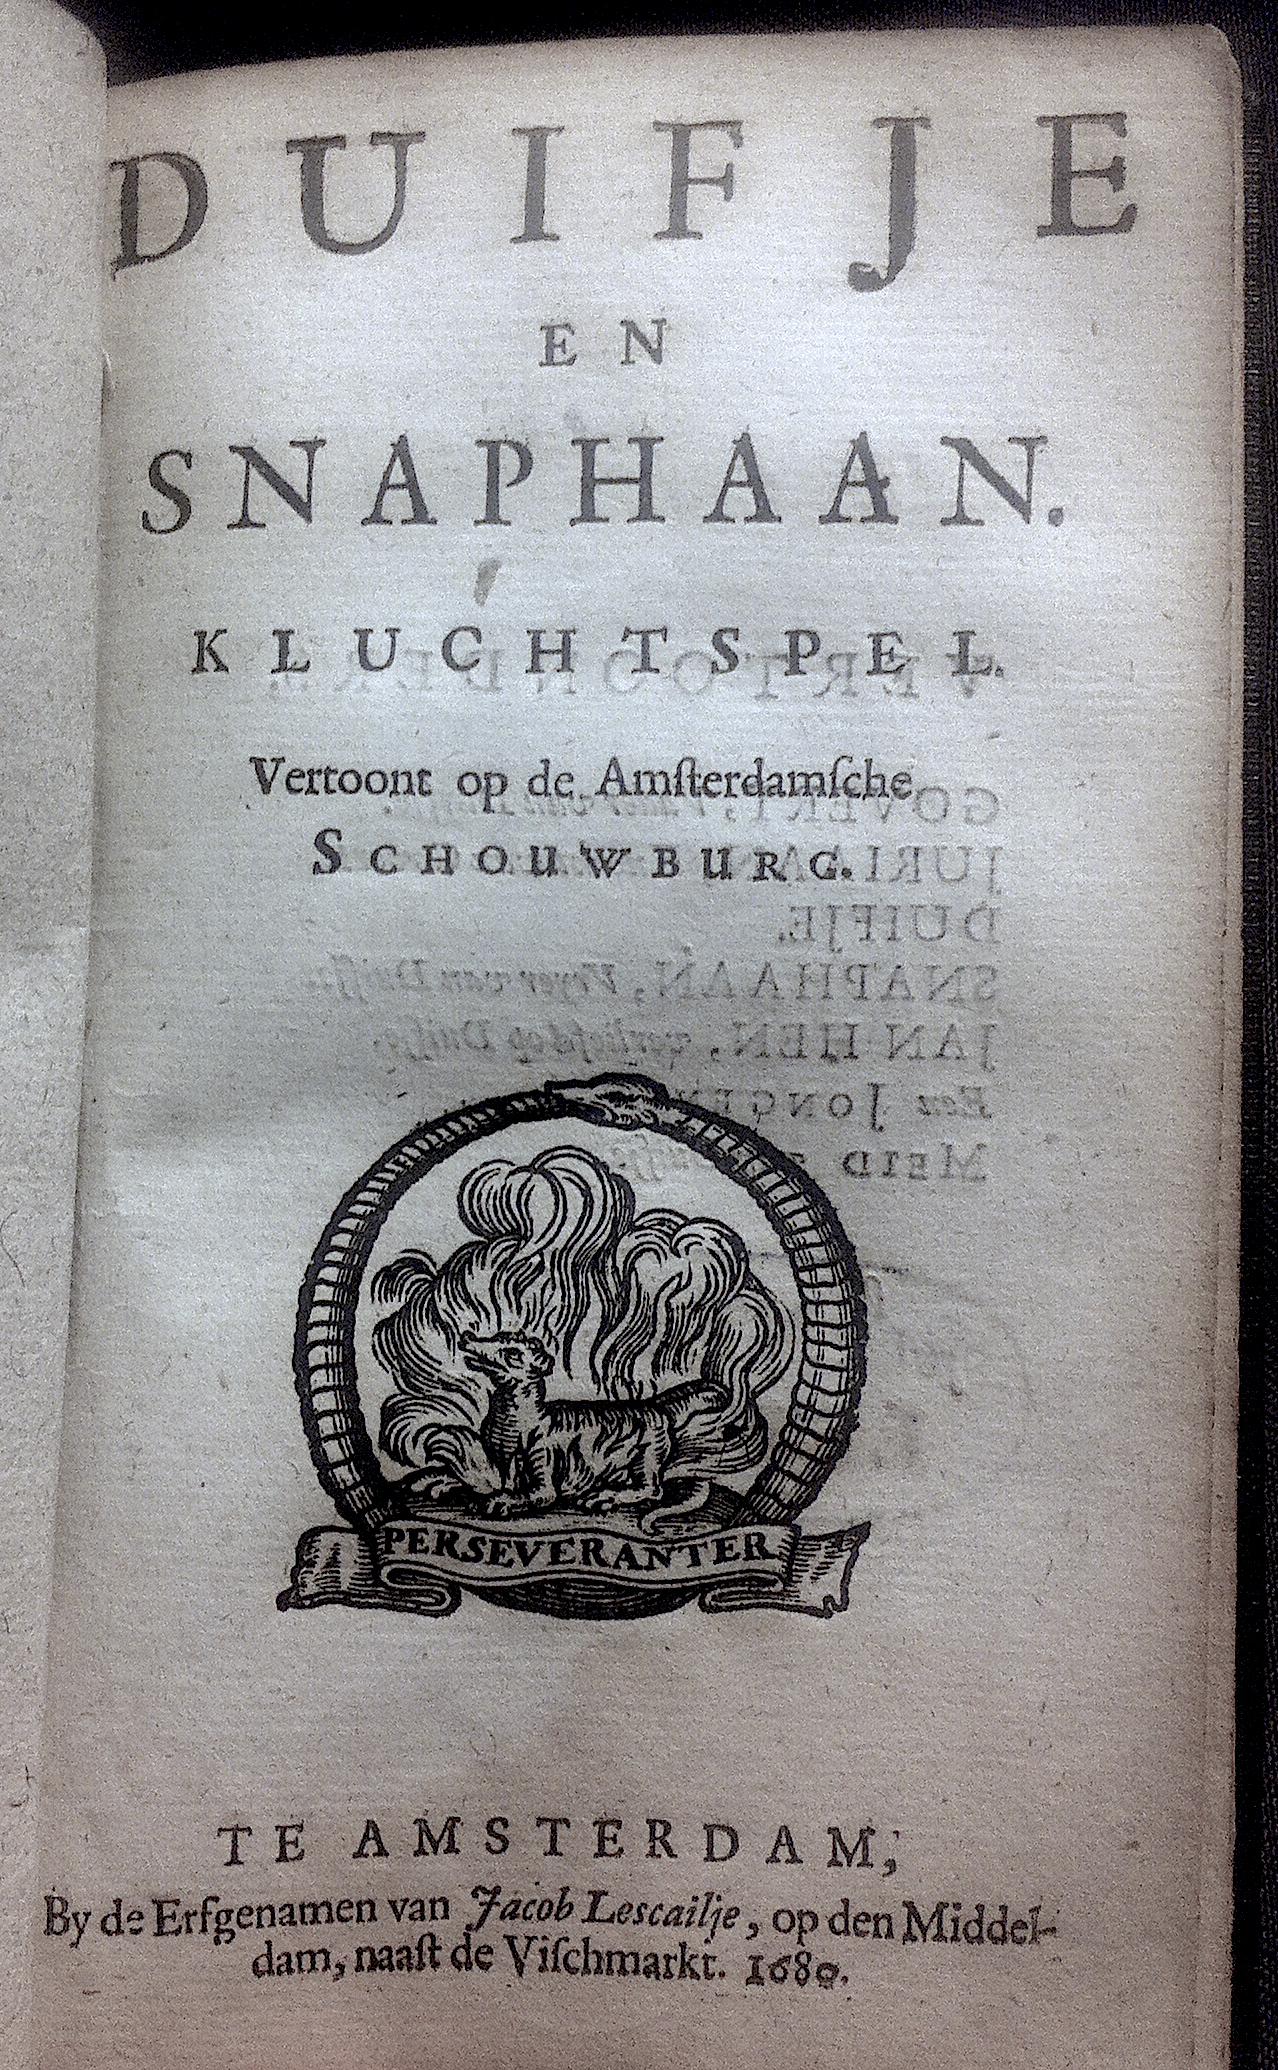 DUIFJE
EN
SNAPHAAN.
KLUCHTSPEL.
Vertoont op de Amſterdamſche
SCHOUWBURG.
PERSEVERANTER
TE AMSTERDAM,
By de Erfgenamen van Jacob Lescailje, op den Middel-
dam, naaſt de Viſchmarkt. 1680.